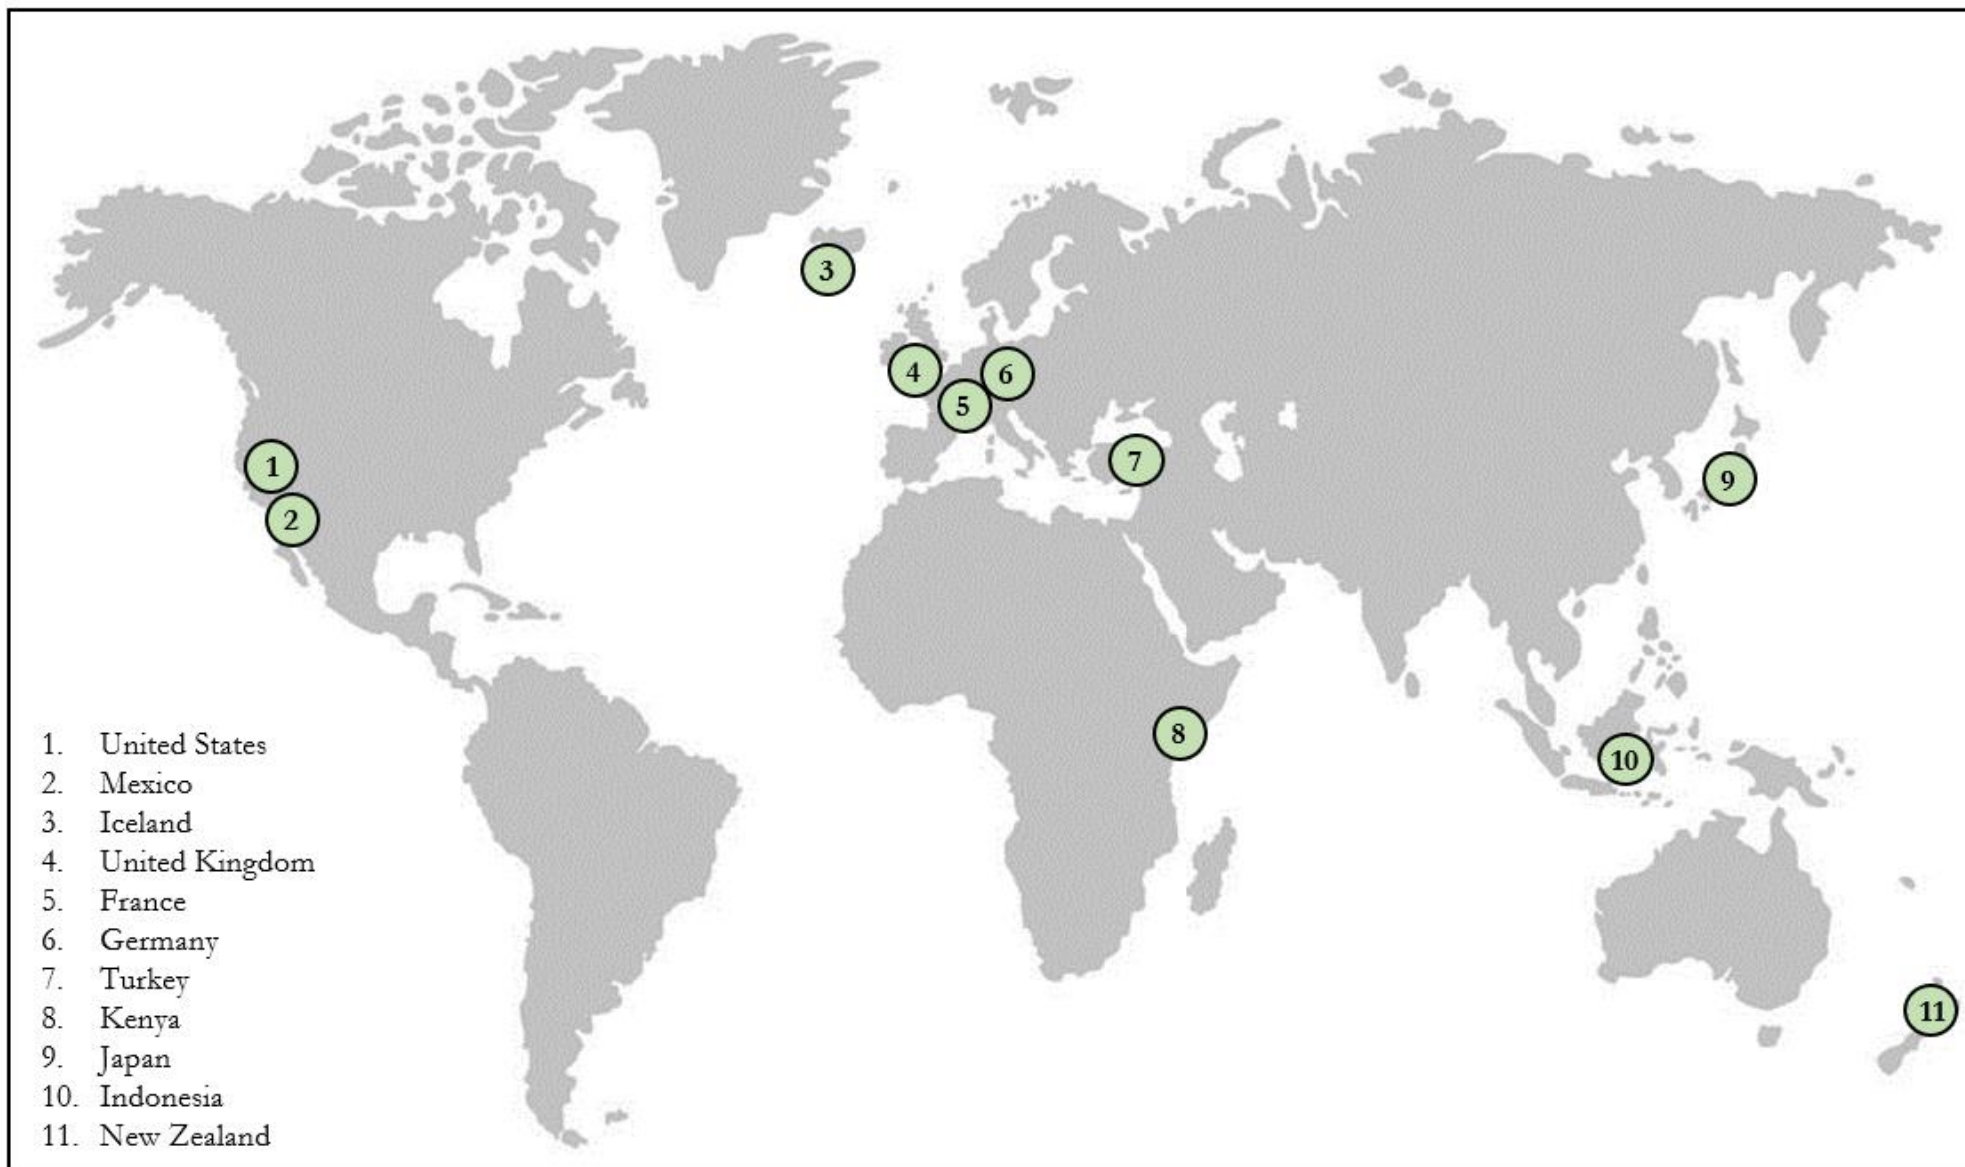 3
4
6
5
1
7
9
2
8
10
11
1. United States
2. Mexico
3. Iceland
4. United Kingdom
5. France
6. Germany
7. Turkey
8. Kenya
9. Japan
10. Indonesia
11. New Zealand